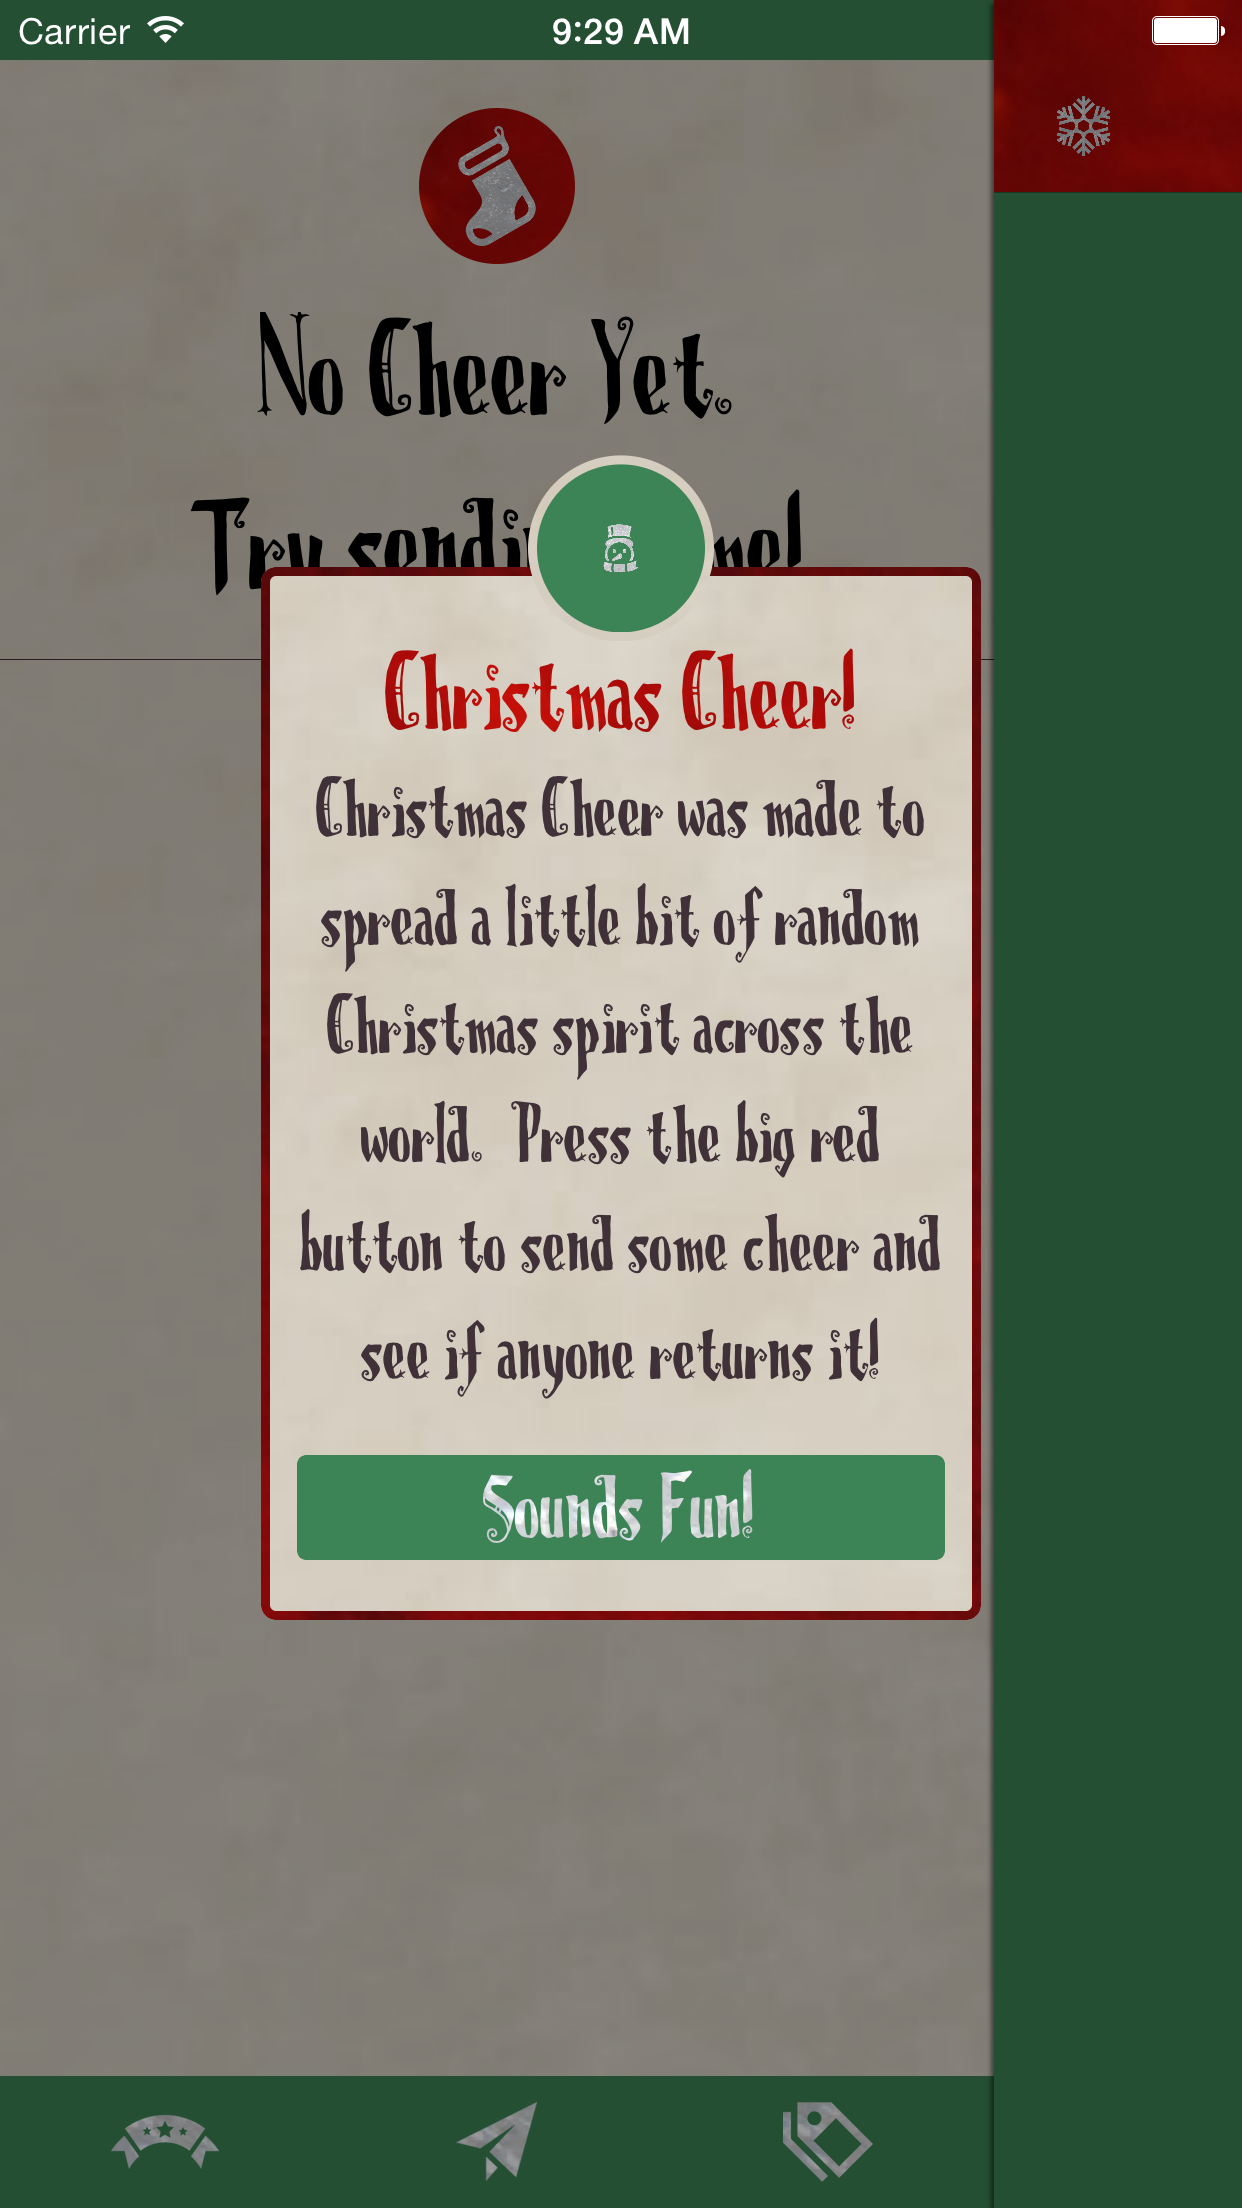 Carrier 9:29 AM
No Cheer Yet.
Try
Christmas Cheer!
Christmas Cheer was made to
spread a little bit of random
Christmas spirit across the
world. Press the big red
button to send some cheer and
see if anyone returns it!
Sounds Fun!